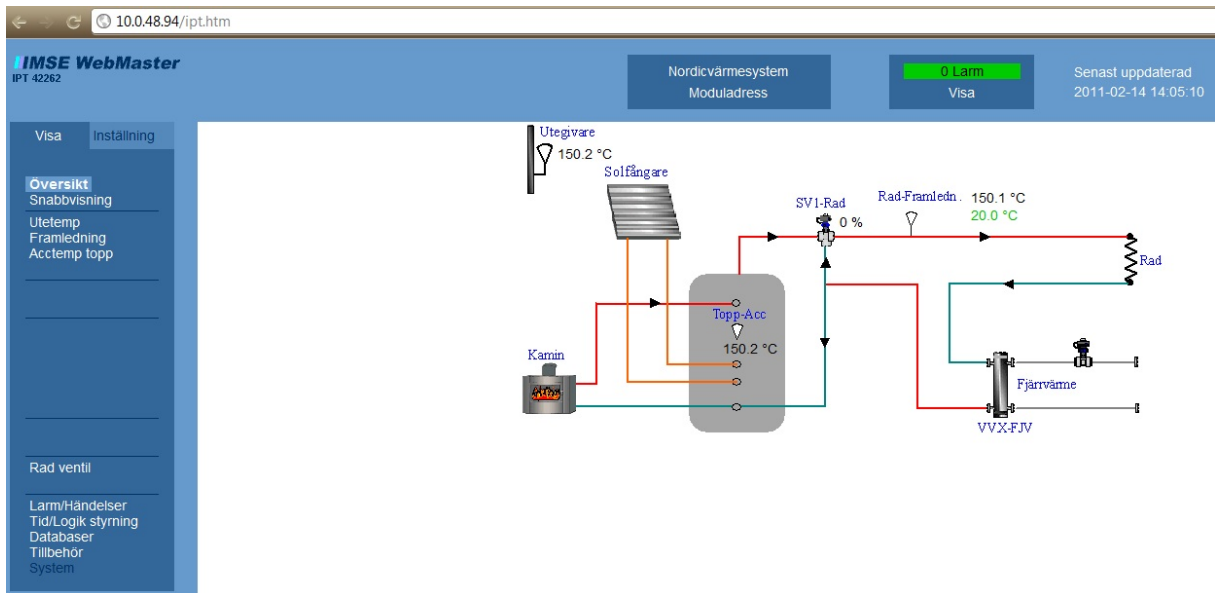 10.0.48.94/ipt.htm
IMSE WebMaster
IPT 42262
Nordicvärmesystem
Moduladress
0 Larm
Visa
Senast uppdaterad
2011-02-14 14:05:10
Visa
Inställning
Översikt
Snabbvisning
Utetemp
Framledning
Acctemp topp
Rad ventil
Larm/Händelser
Tid/Logik styrning
Databaser
Tillbehör
System
Utegivare
150.2 °C
Solfångare
SV1-Rad
0 %
Rad-Framledn.
150.1 °C
20.0 °C
Rad
Topp-Acc
150.2 °C
Kamin
Fjärrvärme
VVX-FJV